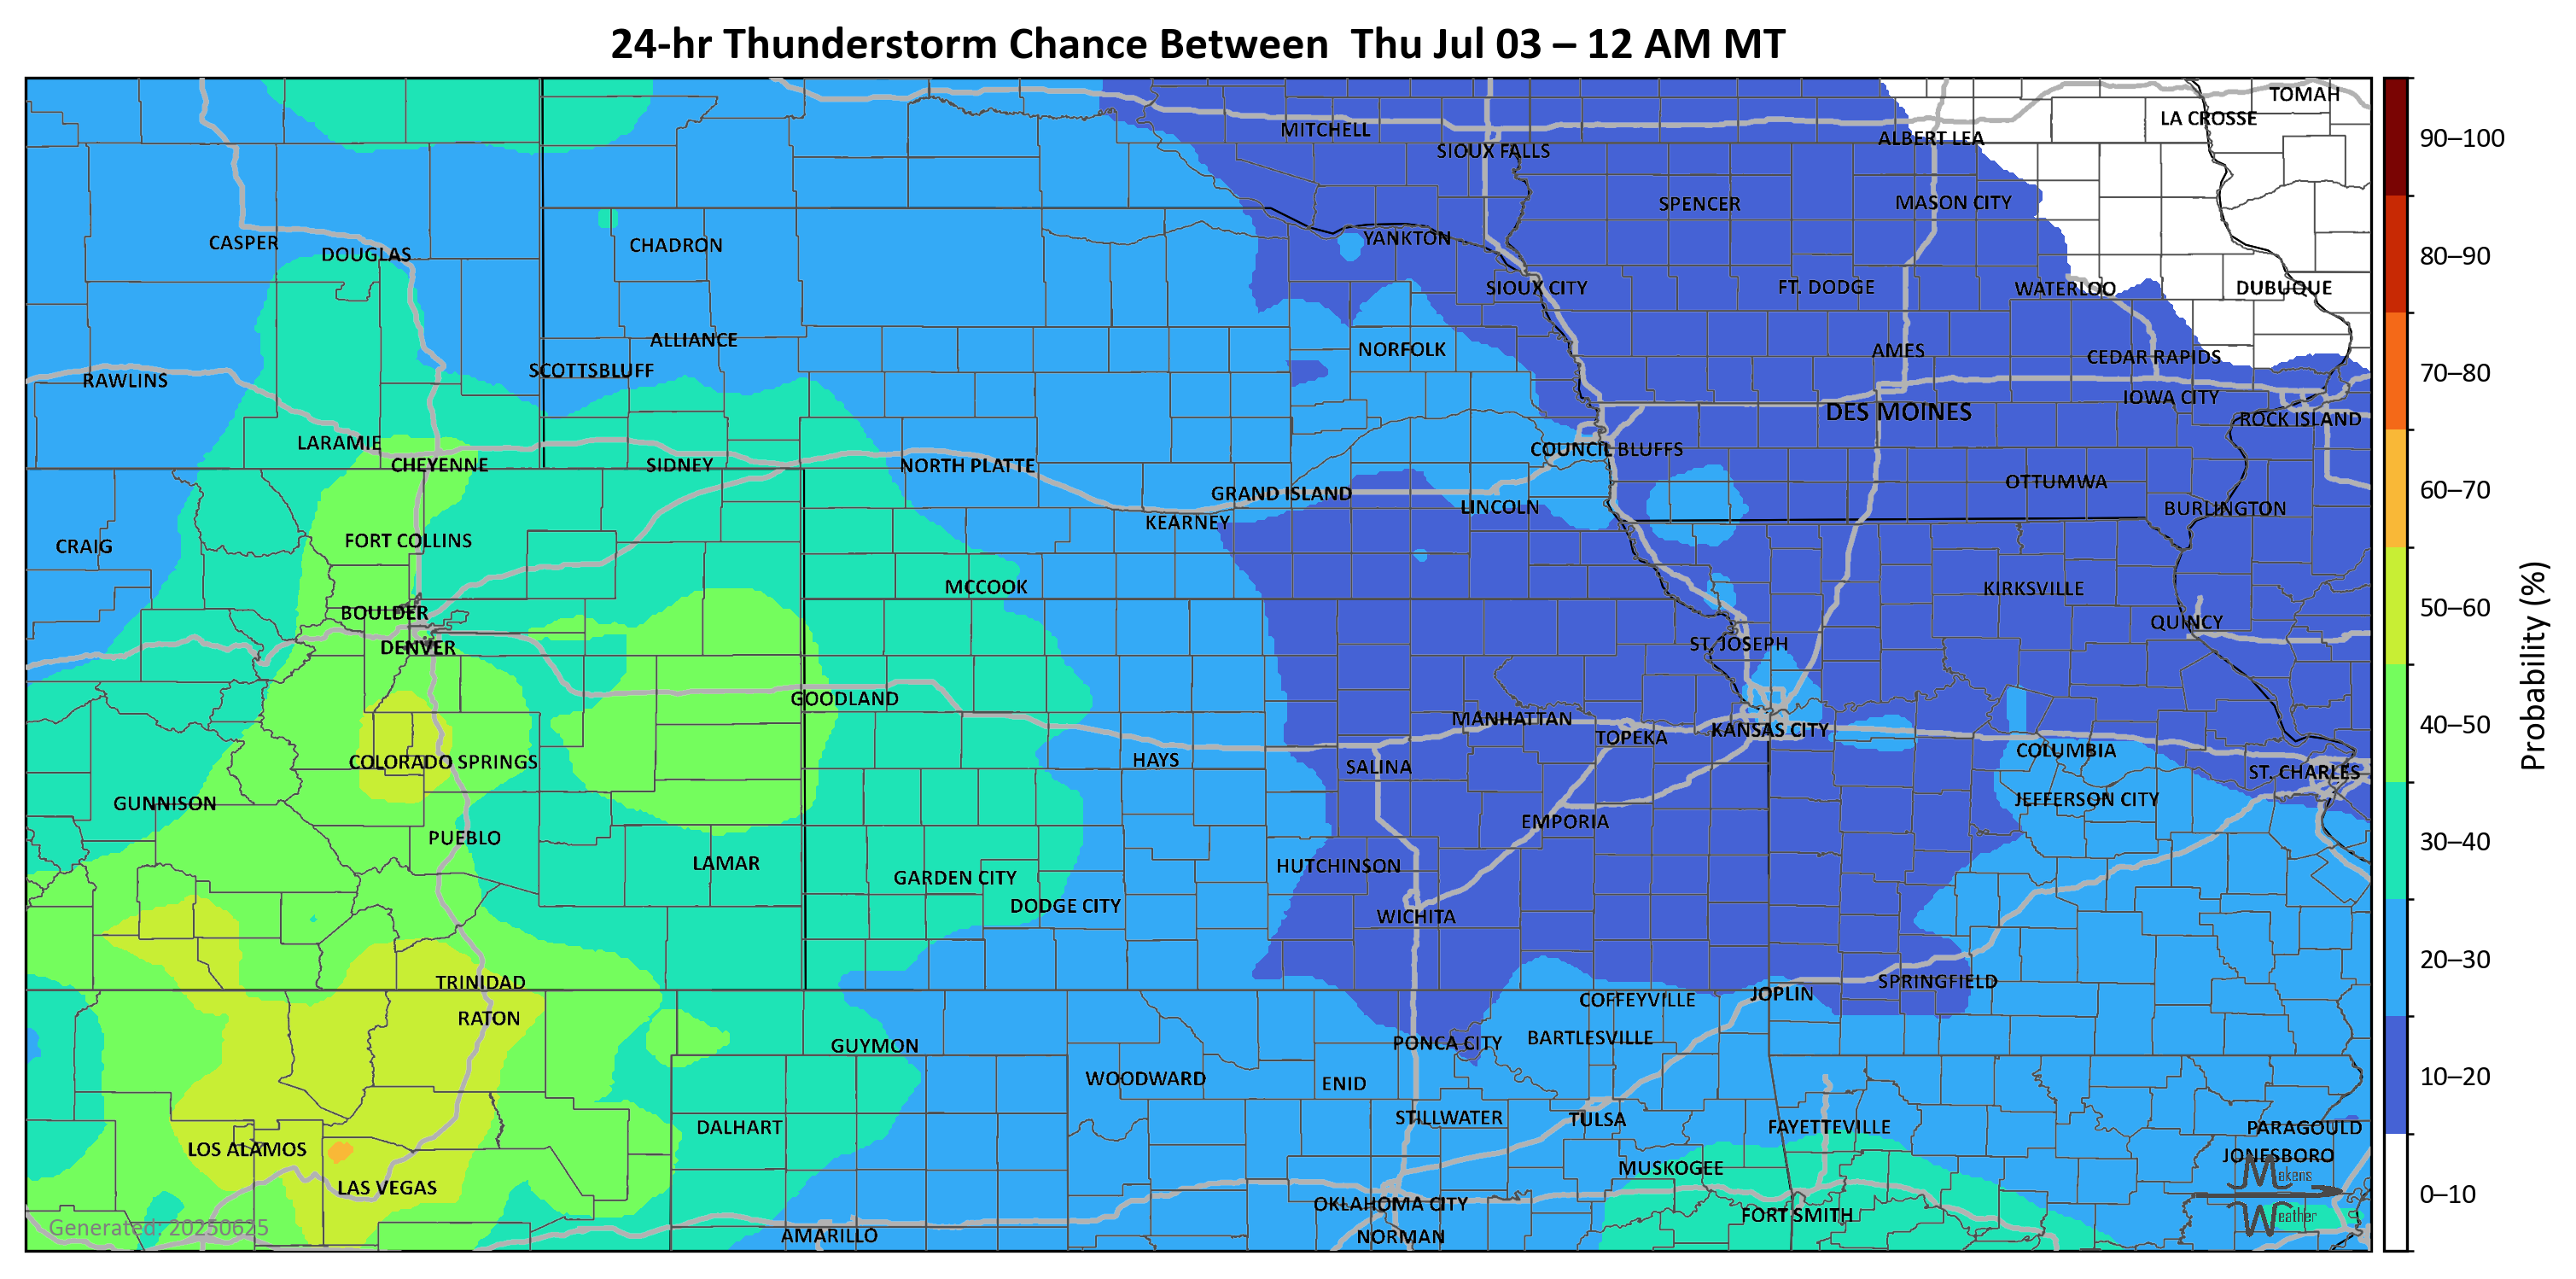 24-hr Thunderstorm Chance Between  Thu Jul 03 – 12 AM MT
TOMAH
LA CROSSE
MITCHELL
ALBERT LEA
SIOUX FALLS
SPENCER
MASON CITY
YANKTON
CASPER
CHADRON
DOUGLAS
SIOUX CITY
FT. DODGE
WATERLOO
DUBUQUE
ALLIANCE
NORFOLK
AMES
CEDAR RAPIDS
SCOTTSBLUFF
RAWLINS
IOWA CITY
DES MOINES
ROCK ISLAND
LARAMIE
COUNCIL BLUFFS
CHEYENNE
SIDNEY
NORTH PLATTE
OTTUMWA
GRAND ISLAND
LINCOLN
BURLINGTON
KEARNEY
FORT COLLINS
CRAIG
MCCOOK
KIRKSVILLE
BOULDER
QUINCY
DENVER
ST. JOSEPH
GOODLAND
MANHATTAN
TOPEKA
KANSAS CITY
COLUMBIA
COLORADO SPRINGS
HAYS
SALINA
ST. CHARLES
GUNNISON
JEFFERSON CITY
EMPORIA
PUEBLO
LAMAR
HUTCHINSON
GARDEN CITY
DODGE CITY
WICHITA
TRINIDAD
SPRINGFIELD
JOPLIN
COFFEYVILLE
RATON
GUYMON
PONCA CITY
BARTLESVILLE
WOODWARD
ENID
STILLWATER
TULSA
DALHART
FAYETTEVILLE
PARAGOULD
LOS ALAMOS
JONESBORO
MUSKOGEE
LAS VEGAS
OKLAHOMA CITY
FORT SMITH
AMARILLO
NORMAN
Generated: 20250625
Makens
Weather
90–100
80–90
70–80
60–70
50–60
40–50
30–40
20–30
10–20
0–10
Probability (%)